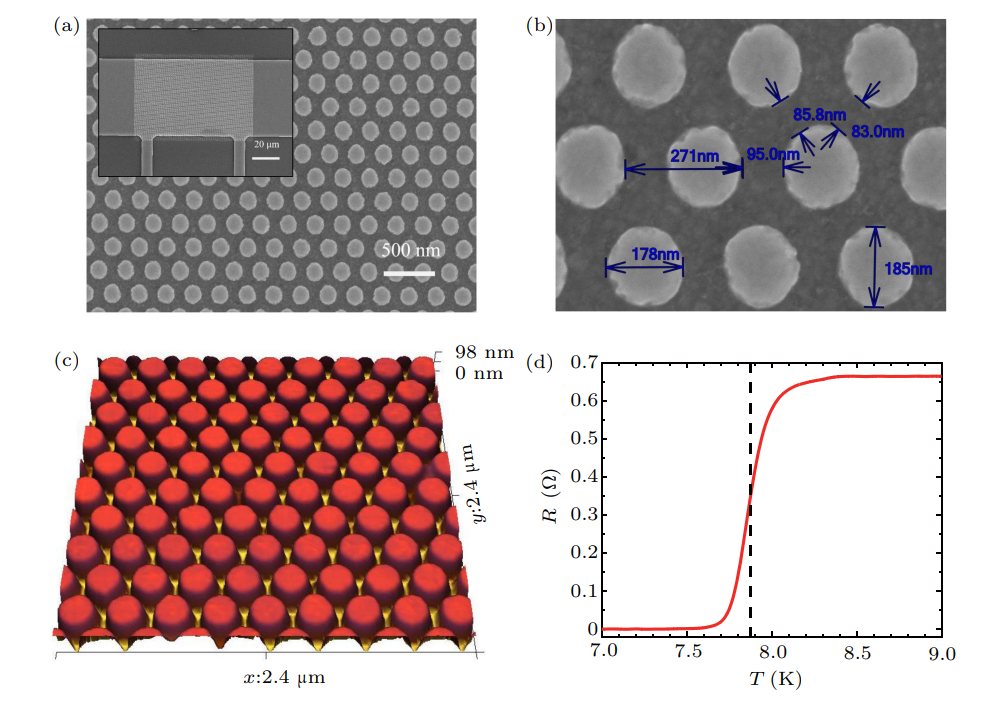 (a)
20 μm
500 nm
(b)
85.8nm
83.0nm
271nm
95.0nm
178nm
185nm
(c)
98 nm
0 nm
y:2.4 μm
x:2.4 μm
(d)
R (Ω)
0.7
0.6
0.5
0.4
0.3
0.2
0.1
0
7.0 7.5 8.0 8.5 9.0
T (K)